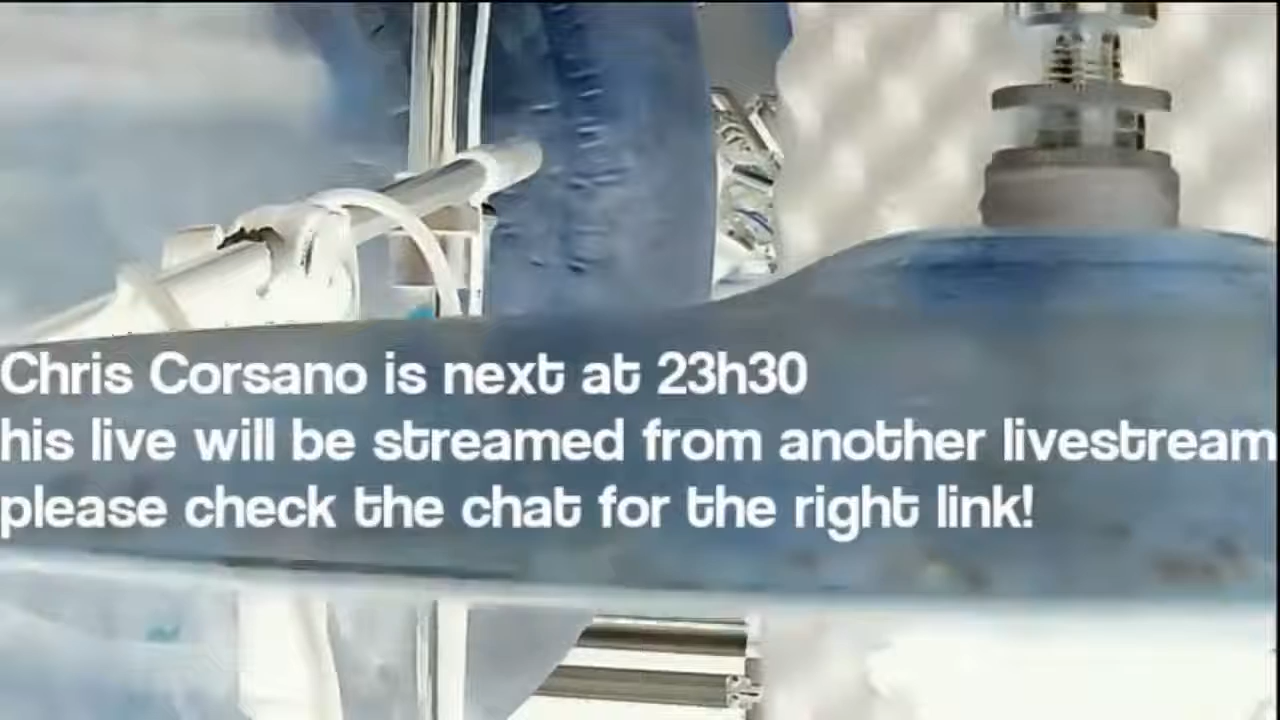 Chris Corsano is next at 23h30
his live will be streamed from another livestream
please check the chat for the right link!